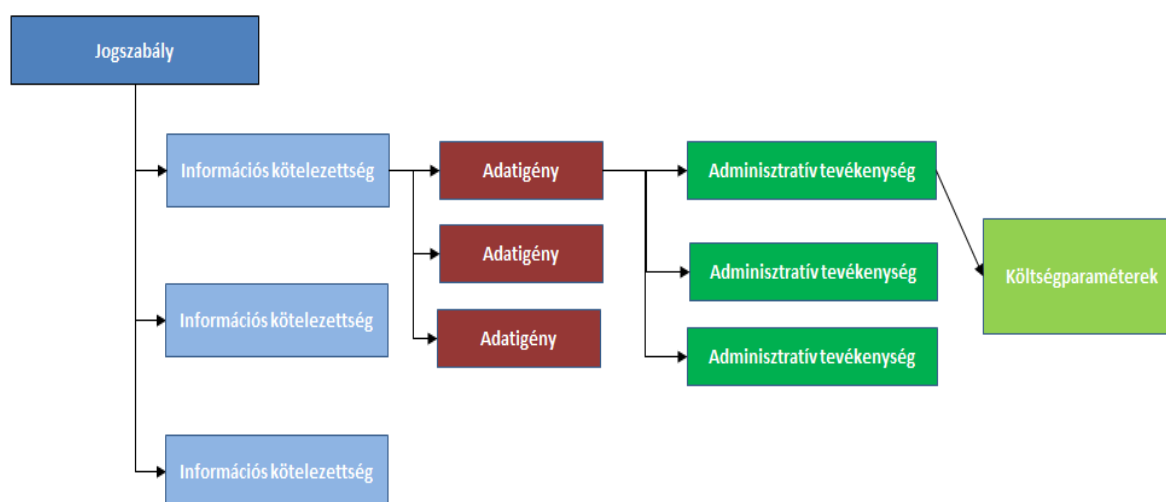 Jogszabály
Információs kötelezettség
Adatigény
Adminisztratív tevékenység
Adatigény
Adminisztratív tevékenység
Költségparaméterek
Információs kötelezettség
Adatigény
Adminisztratív tevékenység
Információs kötelezettség